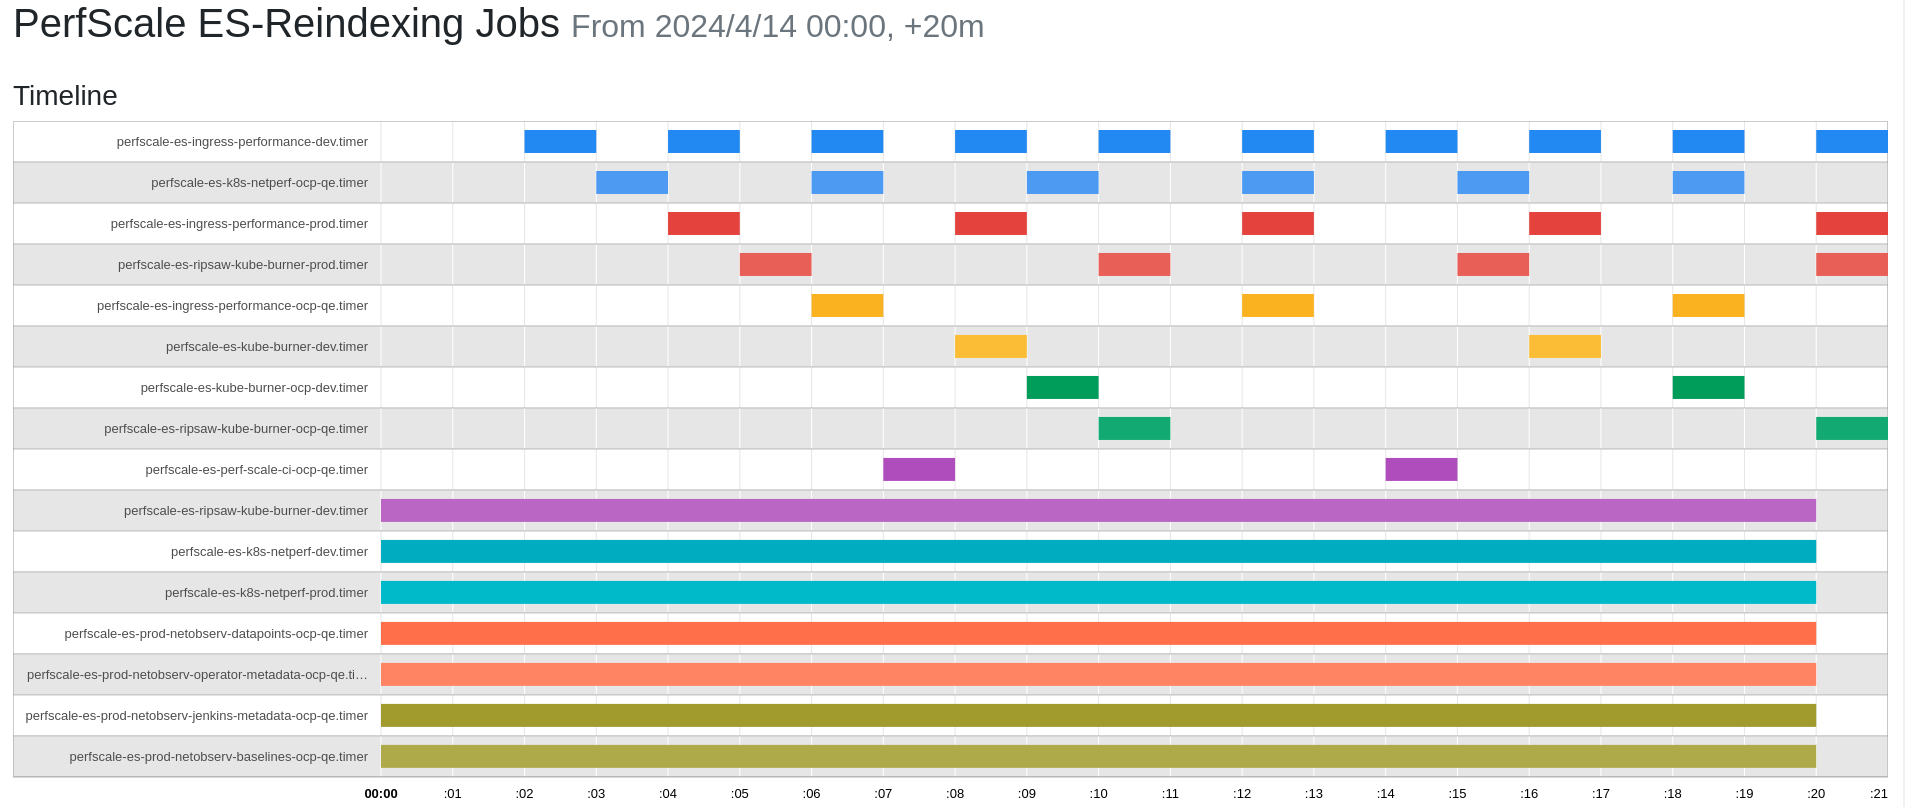 PerfScale ES-Reindexing Jobs From 2024/4/14 00:00, +20m
Timeline
perfscale-es-ingress-performance-dev.timer
perfscale-es-k8s-netperf-ocp-qe.timer
perfscale-es-ingress-performance-prod.timer
perfscale-es-ripsaw-kube-burner-prod.timer
perfscale-es-ingress-performance-ocp-qe.timer
perfscale-es-kube-burner-dev.timer
perfscale-es-kube-burner-ocp-dev.timer
perfscale-es-ripsaw-kube-burner-ocp-qe.timer
perfscale-es-perf-scale-ci-ocp-qe.timer
perfscale-es-ripsaw-kube-burner-dev.timer
perfscale-es-k8s-netperf-dev.timer
perfscale-es-k8s-netperf-prod.timer
perfscale-es-prod-netobserv-datapoints-ocp-qe.timer
perfscale-es-prod-netobserv-operator-metadata-ocp-qe.ti…
perfscale-es-prod-netobserv-jenkins-metadata-ocp-qe.timer
perfscale-es-prod-netobserv-baselines-ocp-qe.timer
00:00 :01 :02 :03 :04 :05 :06 :07 :08 :09 :10 :11 :12 :13 :14 :15 :16 :17 :18 :19 :20 :21